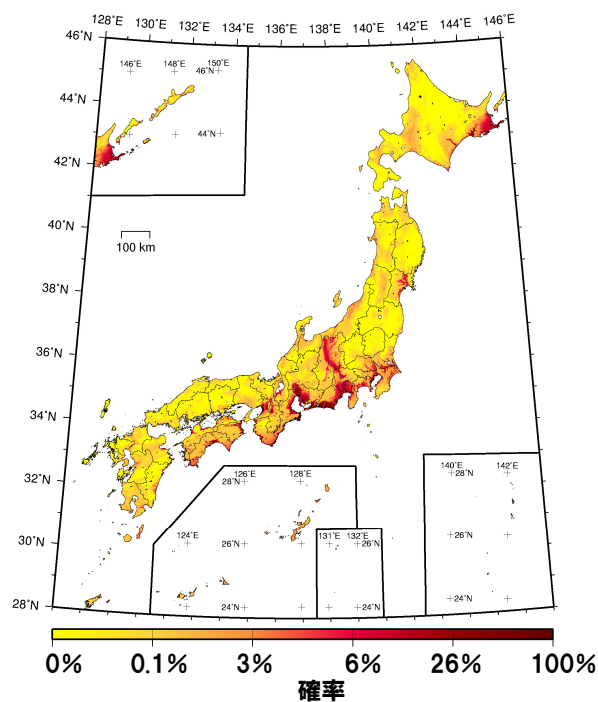 128˚E 130˚E 132˚E 134˚E 136˚E 138˚E 140˚E 142˚E 144˚E 146˚E
46˚N
146˚E 148˚E 150˚E
46˚N
44˚N
44˚N
42˚N
40˚N
100 km
38˚N
36˚N
34˚N
32˚N
126˚E 128˚E
28˚N
140˚E 142˚E
28˚N
124˚E
26˚N
131˚E 132˚E
26˚N
26˚N
30˚N
24˚N
24˚N
24˚N
28˚N
0% 0.1% 3% 6% 26% 100%
確率